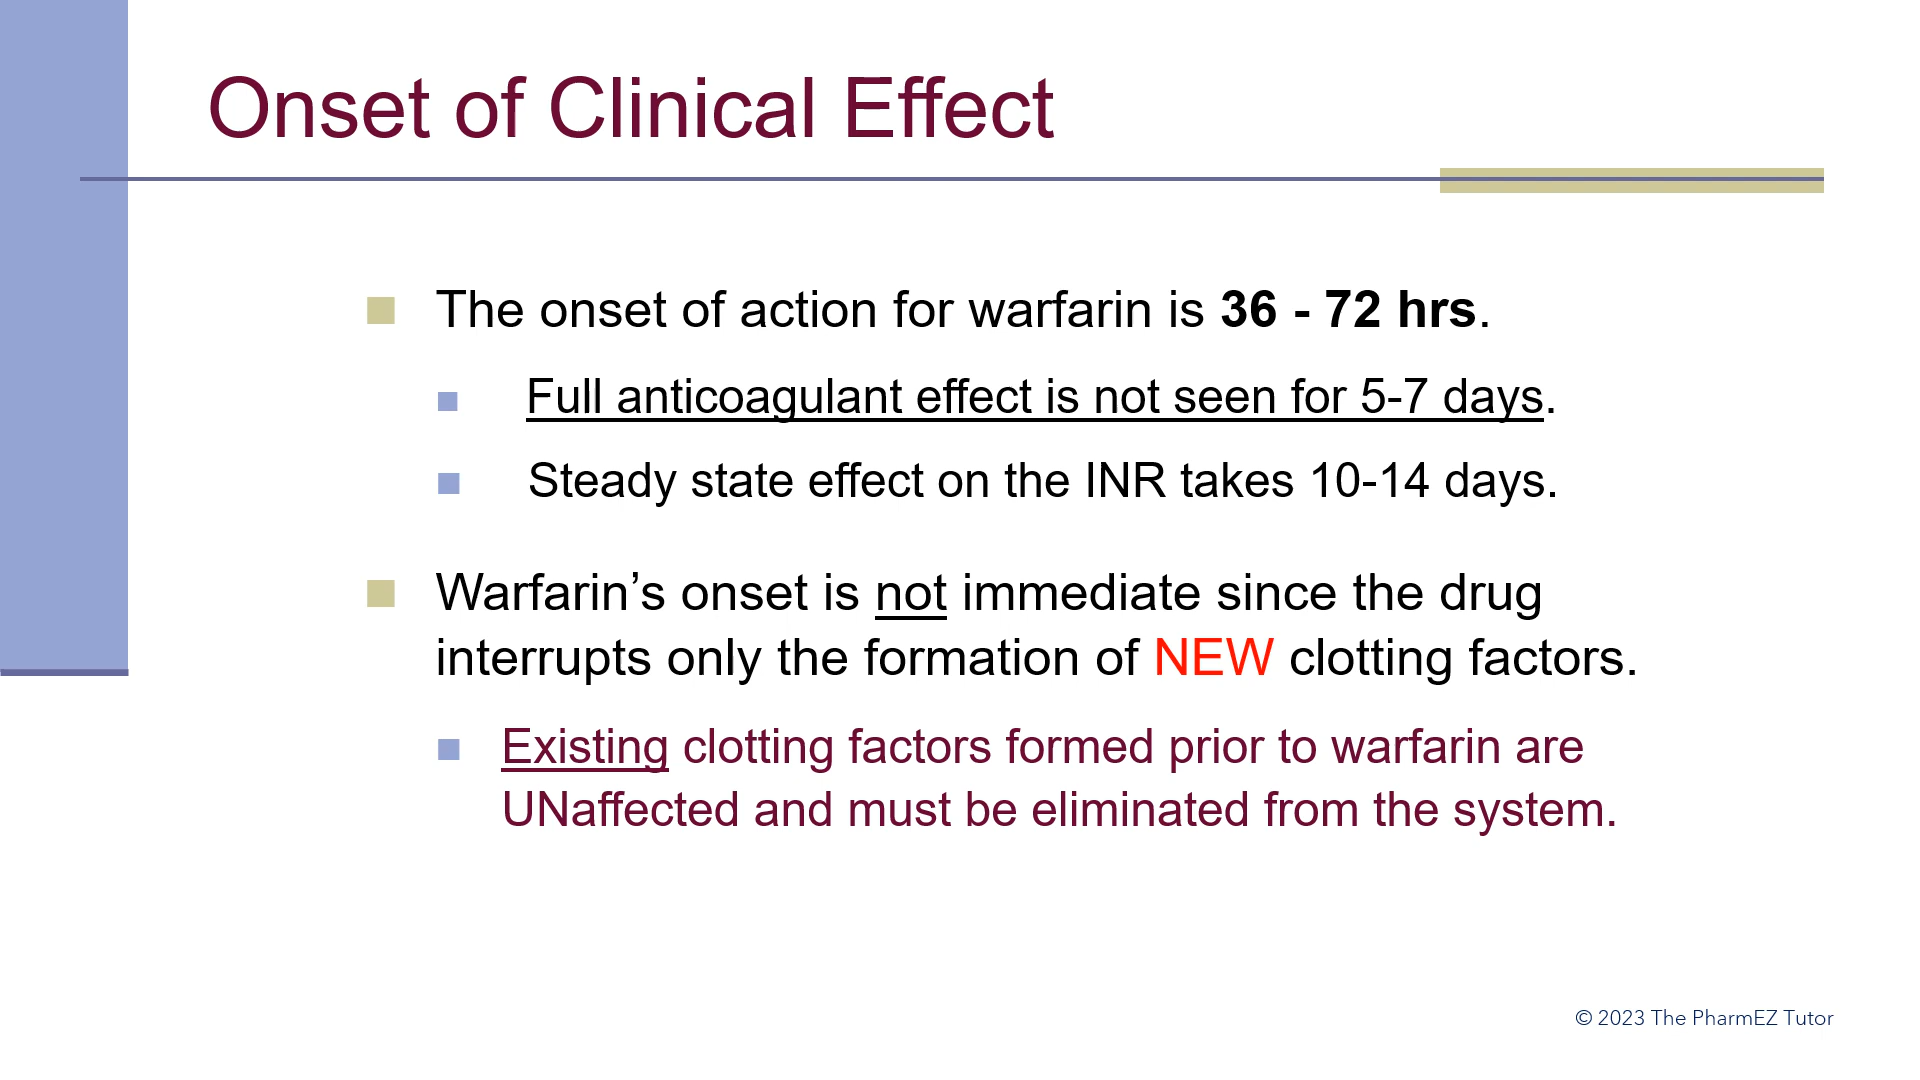 Onset of Clinical Effect
The onset of action for warfarin is 36 - 72 hrs.
Full anticoagulant effect is not seen for 5-7 days.
Steady state effect on the INR takes 10-14 days.
Warfarin’s onset is not immediate since the drug
interrupts only the formation of NEW clotting factors.
Existing clotting factors formed prior to warfarin are
UNaffected and must be eliminated from the system.
© 2023 The PharmEZ Tutor